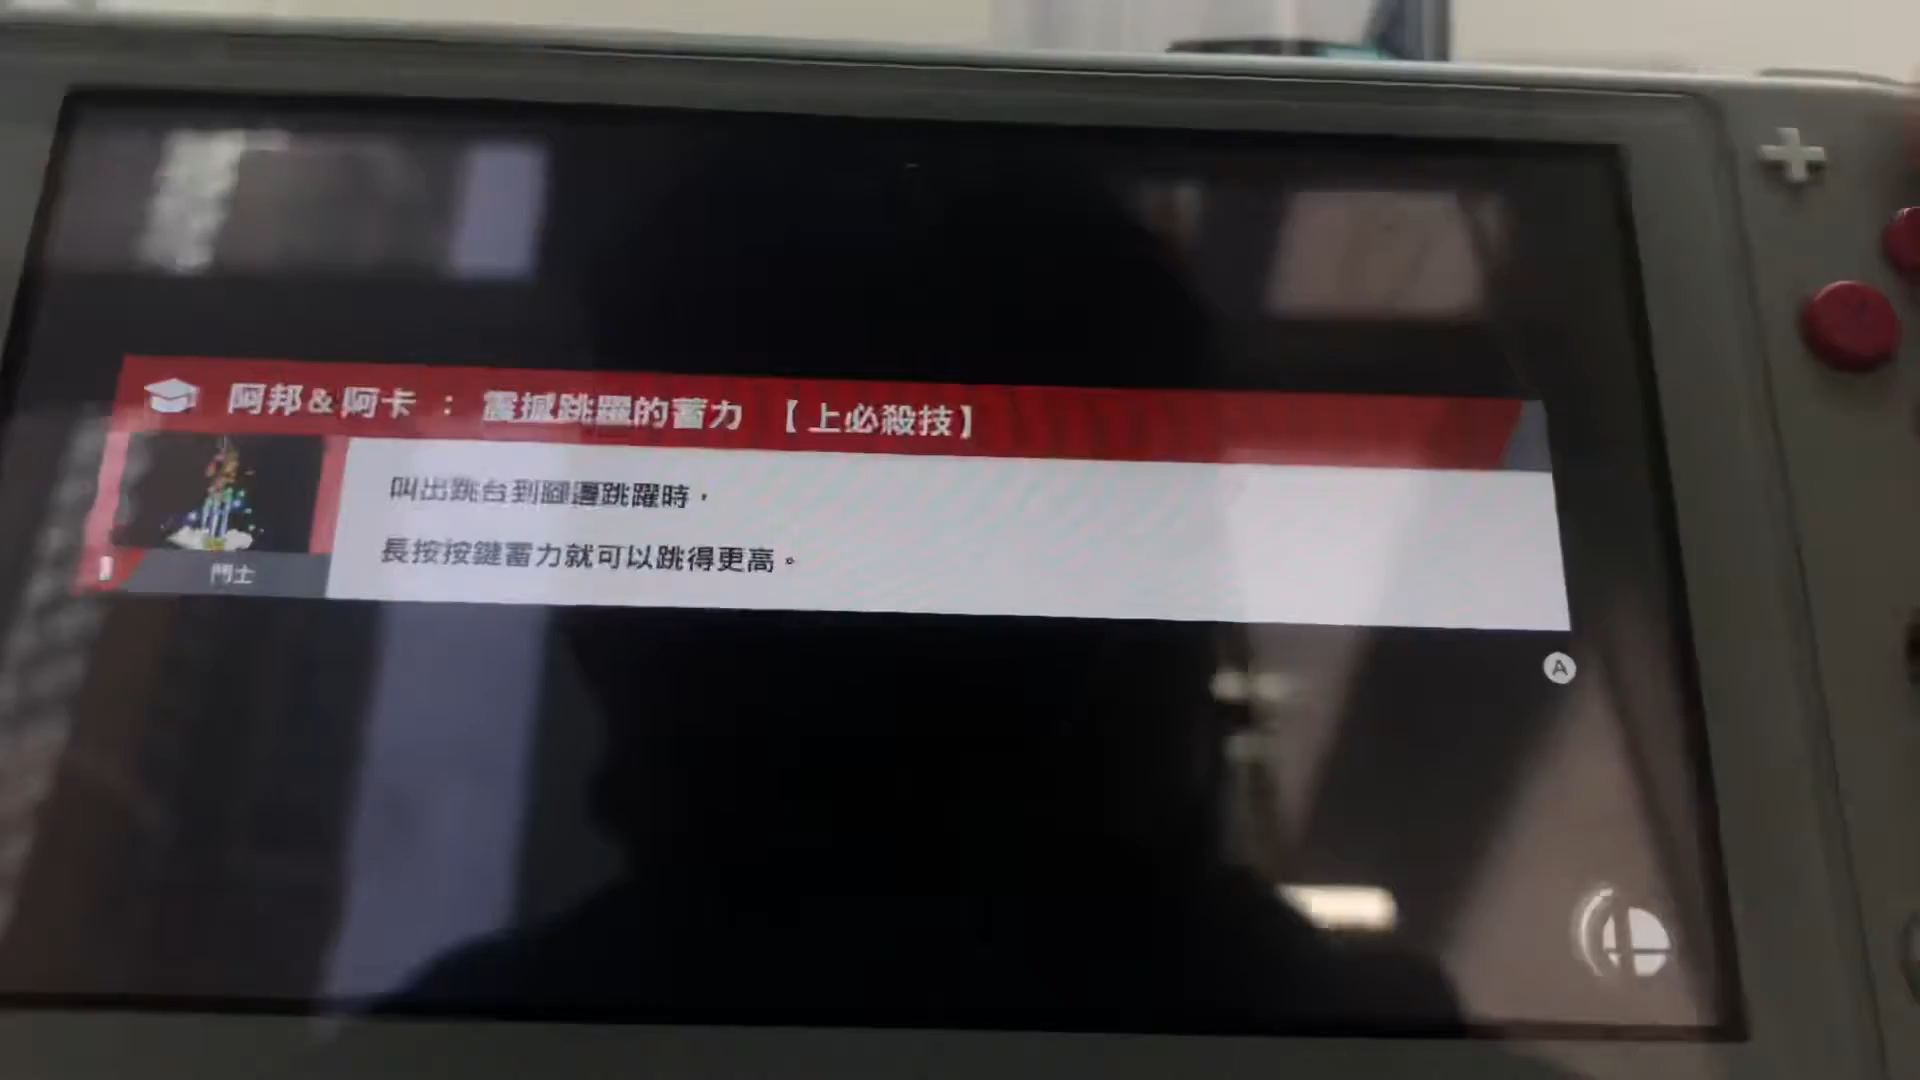 阿邦&阿卡 : 震撼跳躍的蓄力 【上必殺技】
叫出跳台到腳邊跳躍時,
長按按鍵蓄力就可以跳得更高。
鬥士
A